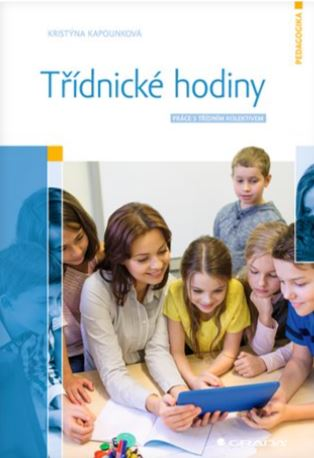 KRISTÝNA KAPOUNKOVÁ
PEDAGOGIKA
Třídnické hodiny
PRÁCE S TŘÍDNÍM KOLEKTIVEM
GRADA